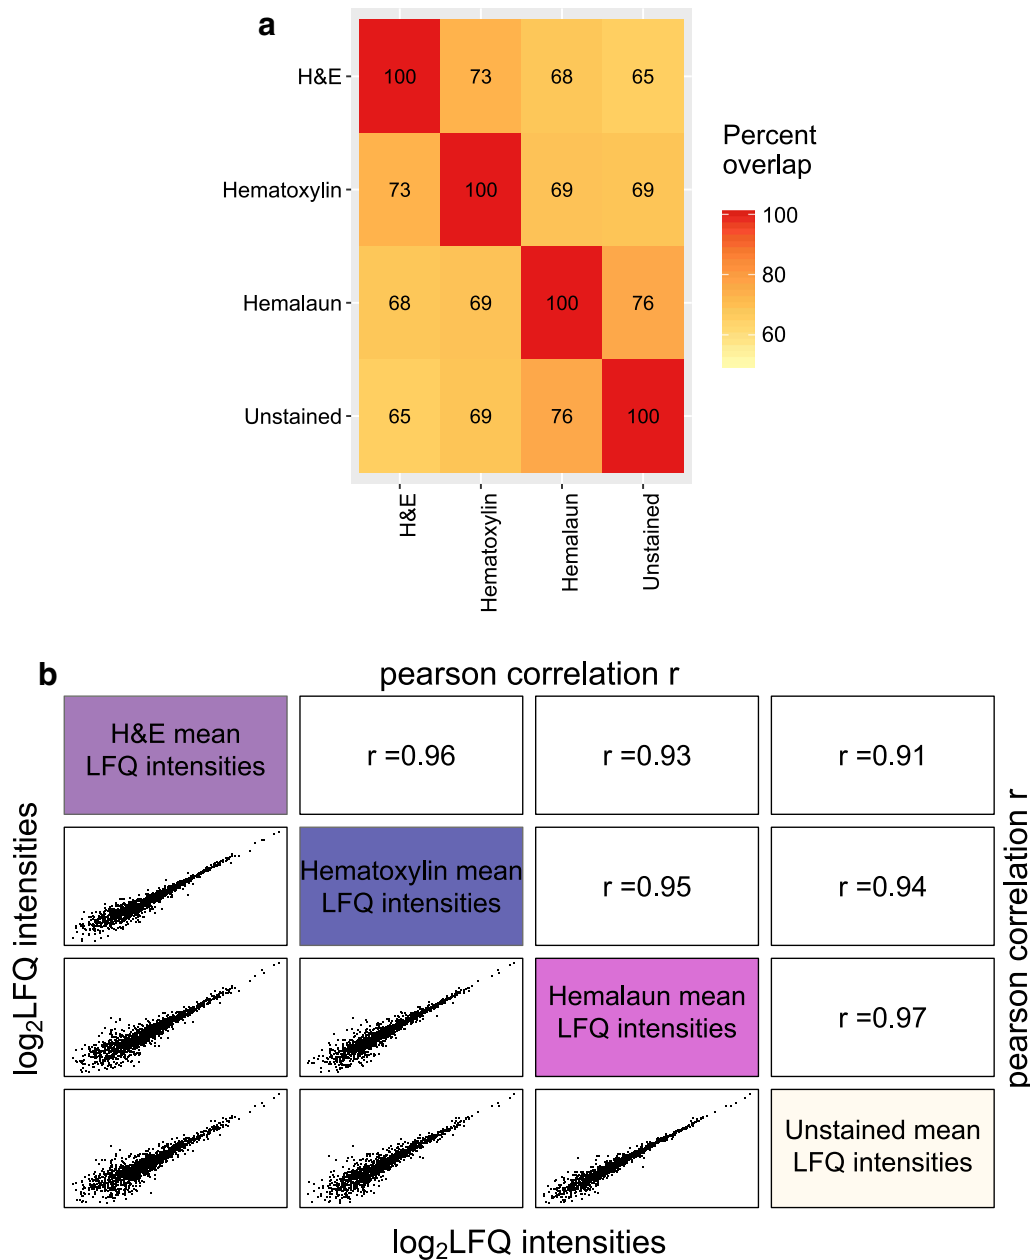 a
H&E 100 73 68 65
Hematoxylin 73 100 69 69
Hemalaun 68 69 100 76
Unstained 65 69 76 100
H&E
Hematoxylin
Hemalaun
Unstained
Percent
overlap
100
80
60
b
pearson correlation r
H&E mean
LFQ intensities
r =0.96
r =0.93
r =0.91
Hematoxylin mean
LFQ intensities
r =0.95
r =0.94
Hemalaun mean
LFQ intensities
r =0.97
Unstained mean
LFQ intensities
log₂LFQ intensities
pearson correlation r
log₂LFQ intensities